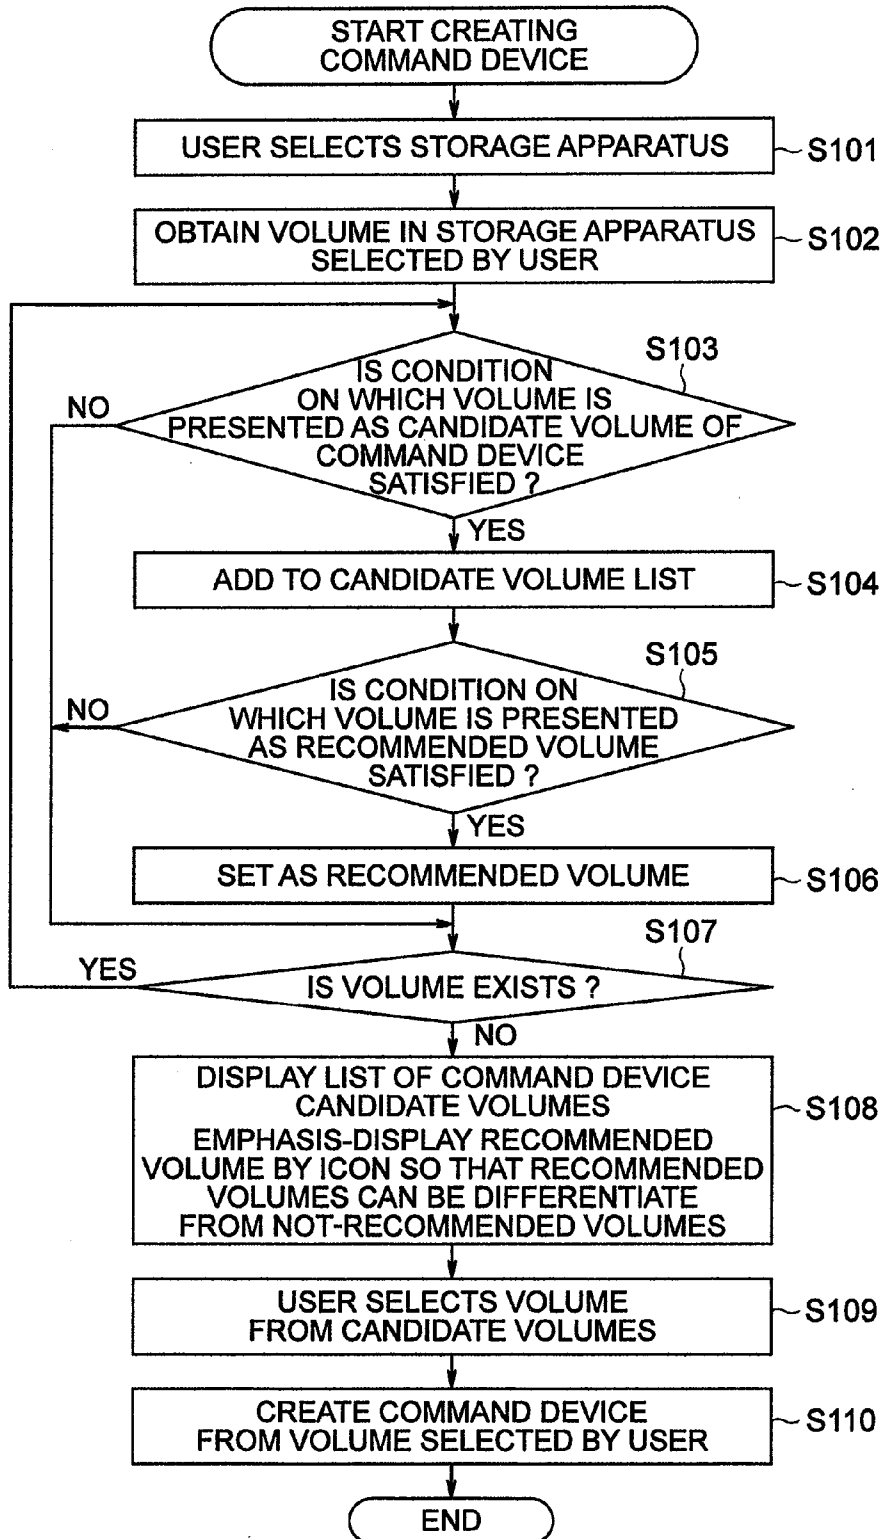 START CREATING
COMMAND DEVICE
USER SELECTS STORAGE APPARATUS
S101
OBTAIN VOLUME IN STORAGE APPARATUS
SELECTED BY USER
S102
S103
IS CONDITION
ON WHICH VOLUME IS
PRESENTED AS CANDIDATE VOLUME OF
COMMAND DEVICE
SATISFIED ?
NO
YES
ADD TO CANDIDATE VOLUME LIST
S104
S105
IS CONDITION ON
WHICH VOLUME IS PRESENTED
AS RECOMMENDED VOLUME
SATISFIED ?
NO
YES
SET AS RECOMMENDED VOLUME
S106
S107
YES
IS VOLUME EXISTS ?
NO
DISPLAY LIST OF COMMAND DEVICE
CANDIDATE VOLUMES
EMPHASIS-DISPLAY RECOMMENDED
VOLUME BY ICON SO THAT RECOMMENDED
VOLUMES CAN BE DIFFERENTIATE
FROM NOT-RECOMMENDED VOLUMES
S108
USER SELECTS VOLUME
FROM CANDIDATE VOLUMES
S109
CREATE COMMAND DEVICE
FROM VOLUME SELECTED BY USER
S110
END